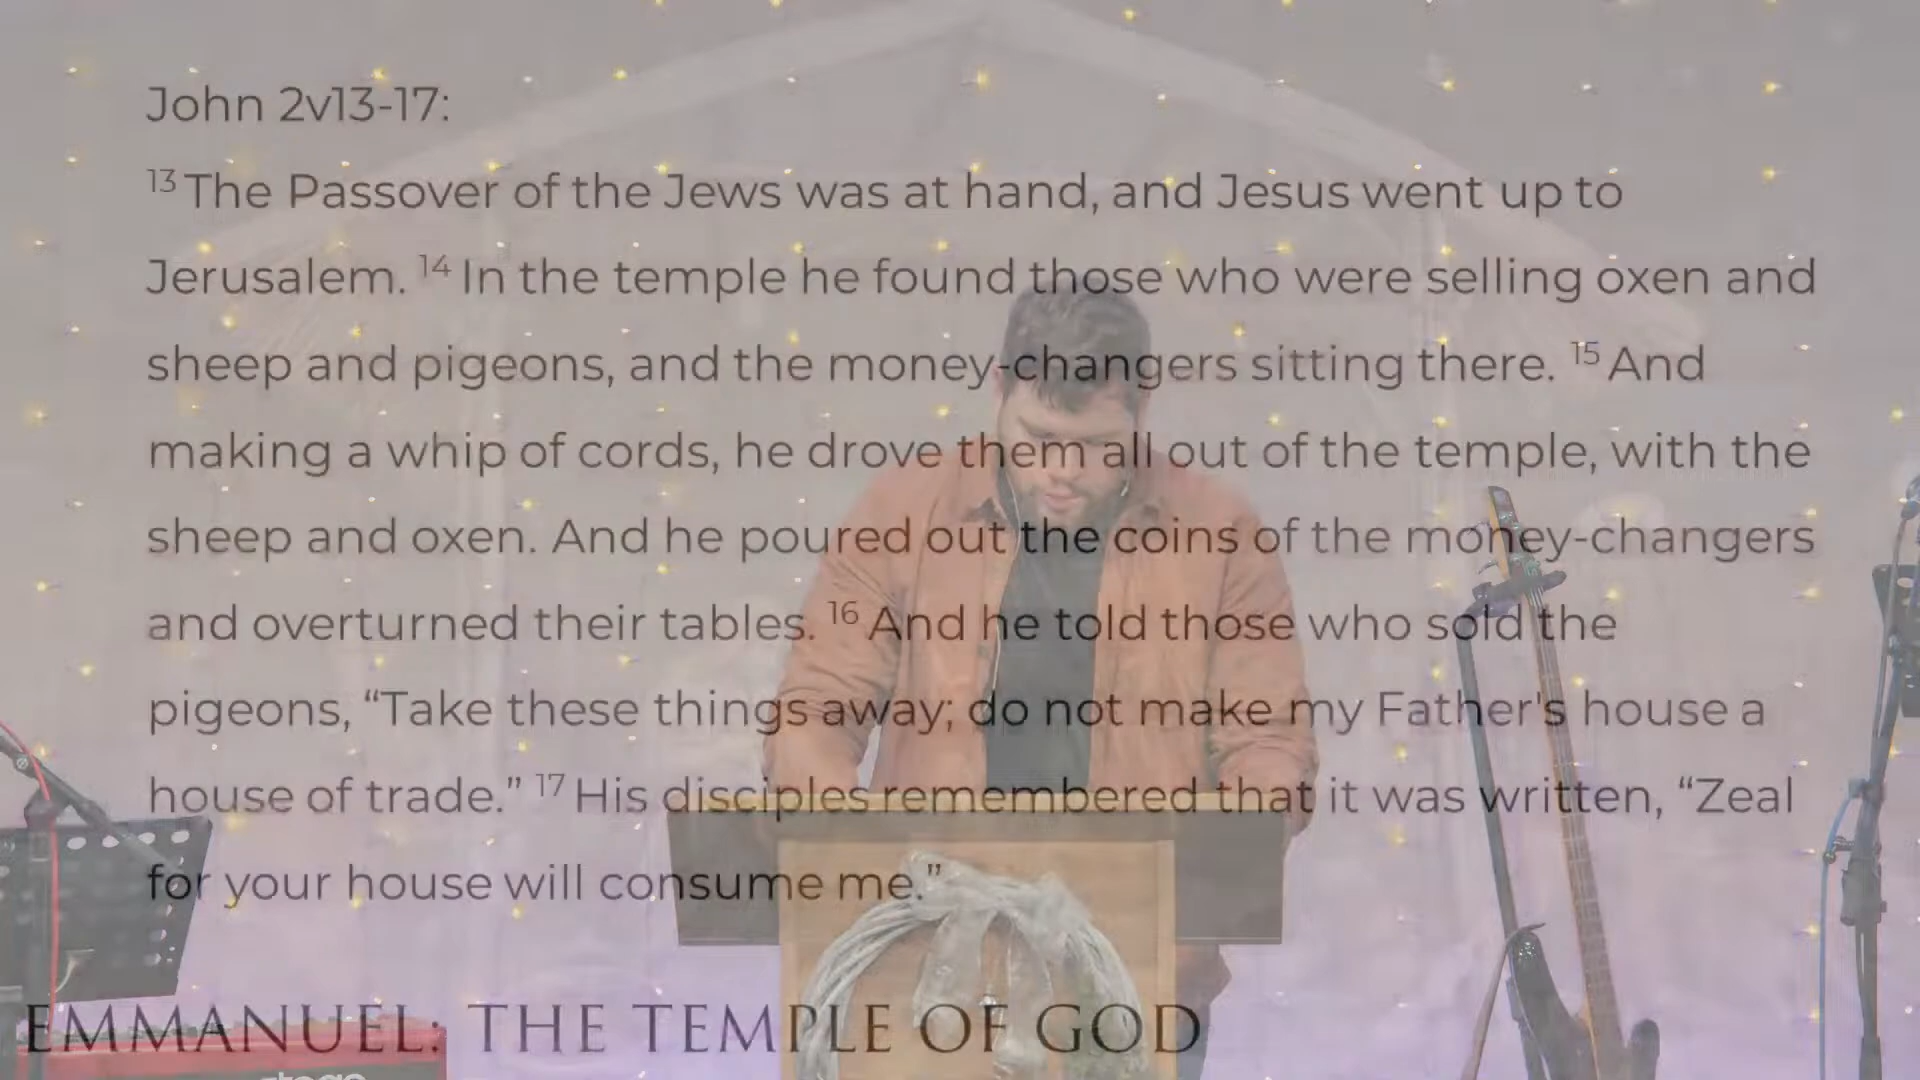 John 2v13-17:
13 The Passover of the Jews was at hand, and Jesus went up to
Jerusalem. 14 In the temple he found those who were selling oxen and
sheep and pigeons, and the money-changers sitting there. 15 And
making a whip of cords, he drove them all out of the temple, with the
sheep and oxen. And he poured out the coins of the money-changers
and overturned their tables. 16 And he told those who sold the
pigeons, “Take these things away; do not make my Father's house a
house of trade.” 17 His disciples remembered that it was written, “Zeal
for your house will consume me.”
EMMANUEL: THE TEMPLE OF GOD